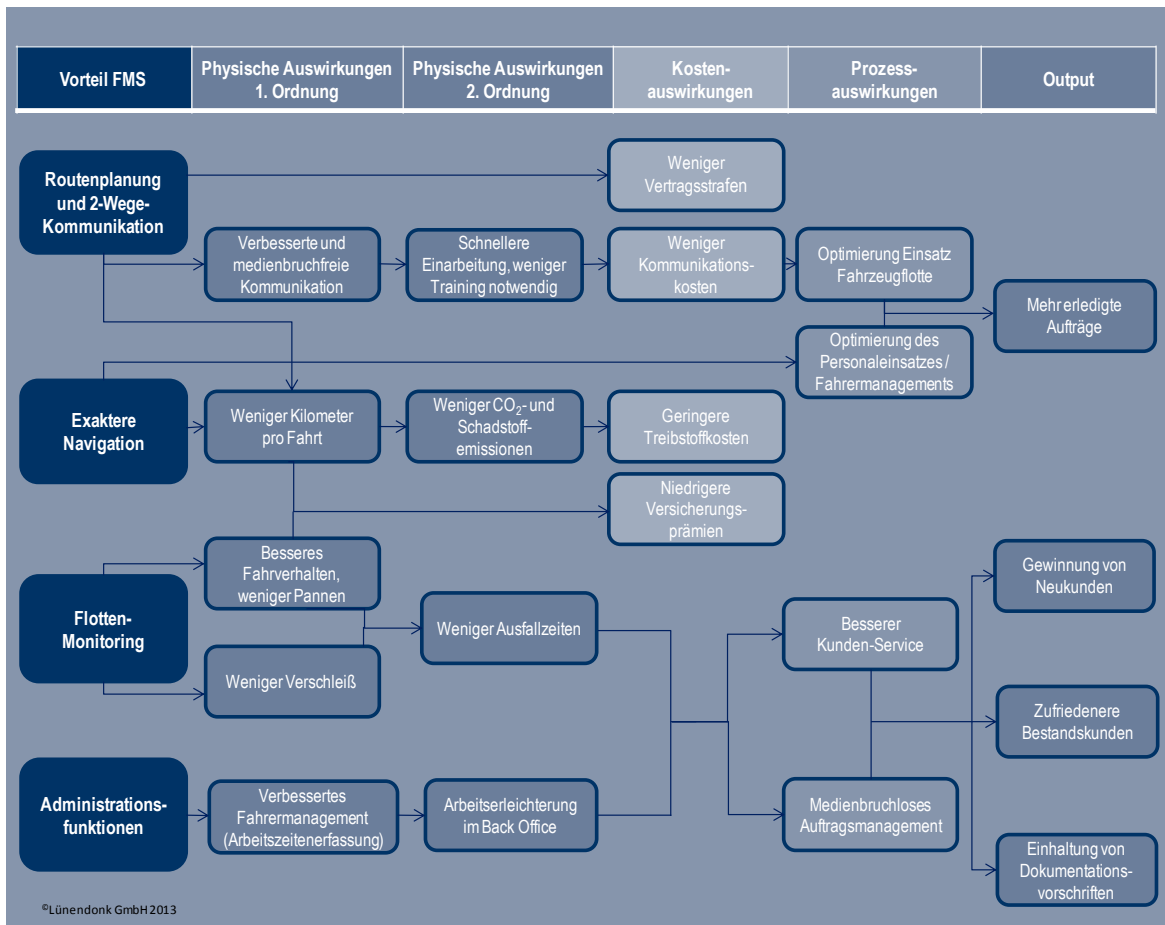 Vorteil FMS
Physische Auswirkungen
1. Ordnung
Physische Auswirkungen
2. Ordnung
Kosten-
auswirkungen
Prozess-
auswirkungen
Output
Routenplanung
und 2-Wege-
Kommunikation
Weniger
Vertragsstrafen
Verbesserte und
medienbruchfreie
Kommunikation
Schnellere
Einarbeitung, weniger
Training notwendig
Weniger
Kommunikations-
kosten
Optimierung Einsatz
Fahrzeugflotte
Mehr erledigte
Aufträge
Optimierung des
Personaleinsatzes /
Fahrermanagements
Exaktere
Navigation
Weniger Kilometer
pro Fahrt
Weniger CO₂- und
Schadstoff-
emissionen
Geringere
Treibstoffkosten
Niedrigere
Versicherungs-
prämien
Flotten-
Monitoring
Besseres
Fahrverhalten,
weniger Pannen
Weniger Verschleiß
Weniger Ausfallzeiten
Besserer
Kunden-Service
Gewinnung von
Neukunden
Zufriedenere
Bestandskunden
Administrations-
funktionen
Verbessertes
Fahrermanagement
(Arbeitszeitenerfassung)
Arbeitserleichterung
im Back Office
Medienbruchloses
Auftragsmanagement
Einhaltung von
Dokumentations-
vorschriften
©Lünendonk GmbH 2013